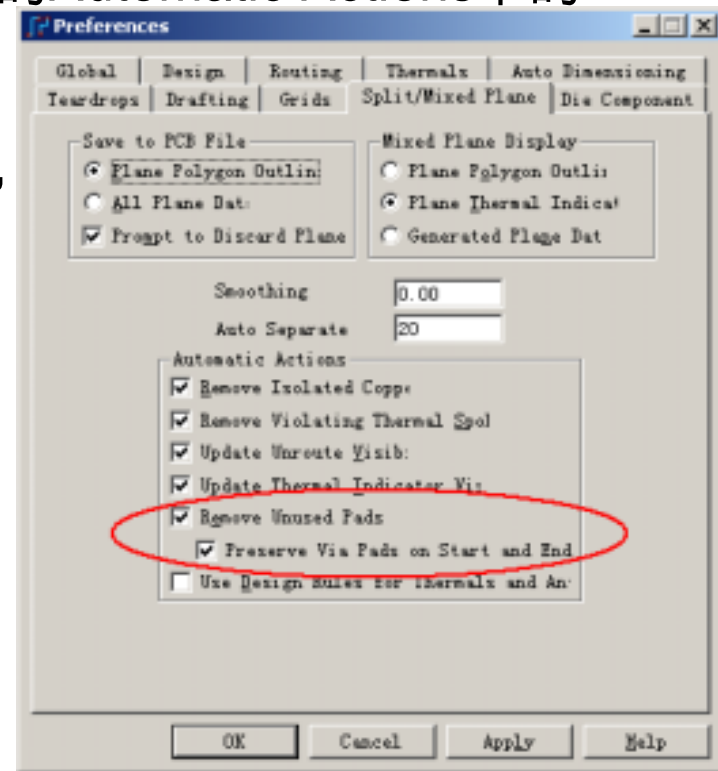 Automatic Actions
Preferences
Global Design Routing Thermals Auto Dimensioning
Teardrops Drafting Grids Split/Mixed Plane Die Component
Save to PCB File
Plane Polygon Outlin
All Plane Dat
Prompt to Discard Plane
Mixed Plane Display
Plane Polygon Outli
Plane Thermal Indicat
Generated Plane Dat
Smoothing 0.00
Auto Separate 20
Automatic Actions
Remove Isolated Coppe
Remove Violating Thermal Spol
Update Unroute Visib
Update Thermal Indicator Vi
Remove Unused Pads
Preserve Via Pads on Start and End
Use Design Rules for Thermals and An
OK Cancel Apply Help